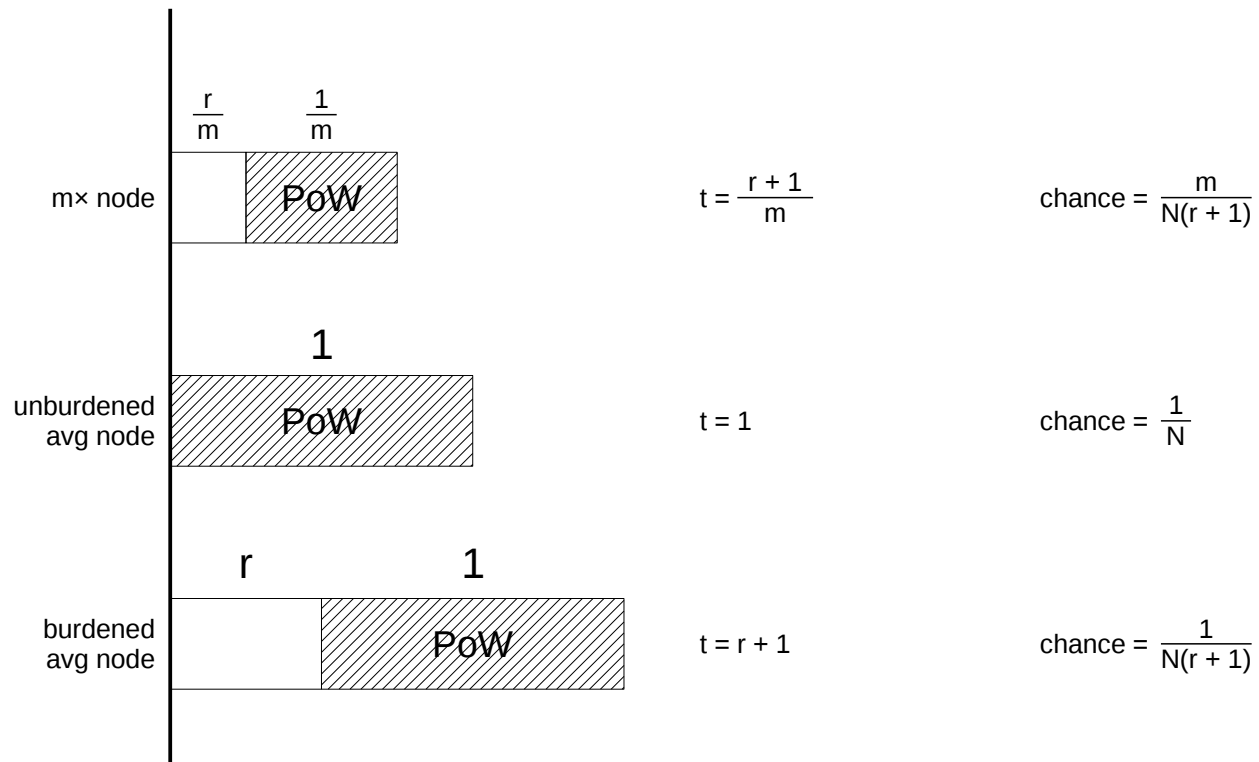 r 1
m m
m× node PoW t = r + 1 / m chance = m / N(r + 1)
1
unburdened
avg node PoW t = 1 chance = 1 / N
r 1
burdened
avg node PoW t = r + 1 chance = 1 / N(r + 1)